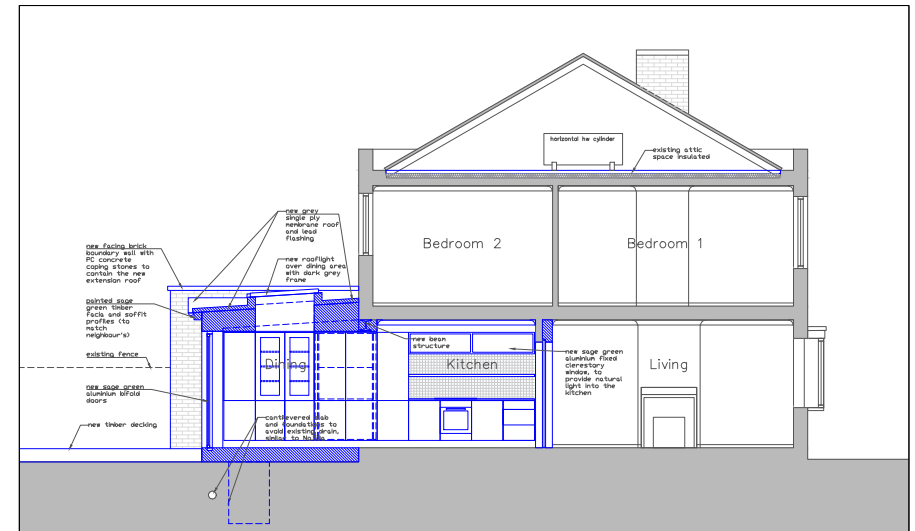 horizontal hw cylinder
existing attic
space insulated
new grey
single ply
membrane roof
and lead
flashing
Bedroom 2
Bedroom 1
new facing brick
boundary wall with
PC concrete
coping stones to
contain the new
extension roof
new rooflight
over dining area
with dark grey
frame
painted sage
green timber
facia and soffit
profiles (to
match
neighbour's)
new beam
structure
existing fence
Dining
Kitchen
new sage green
aluminium fixed
clerestory
window, to
provide natural
light into the
kitchen
Living
new sage green
aluminium bifold
doors
new timber decking
cantilevered slab
and foundations to
avoid existing drain,
similar to